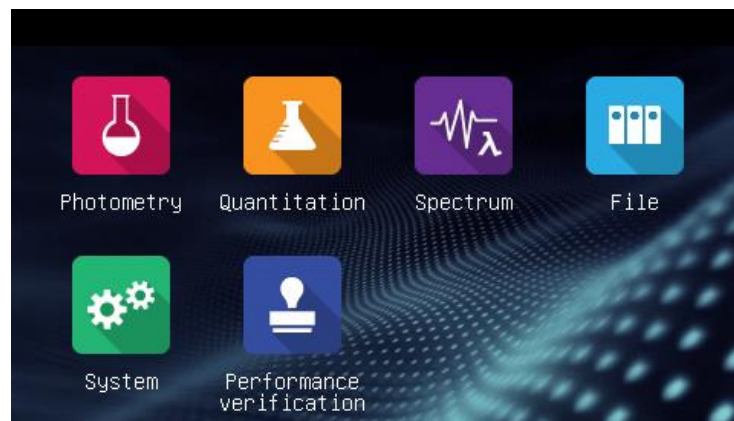 Photometry
Quantitation
Spectrum
λ
File
System
Performance
verification